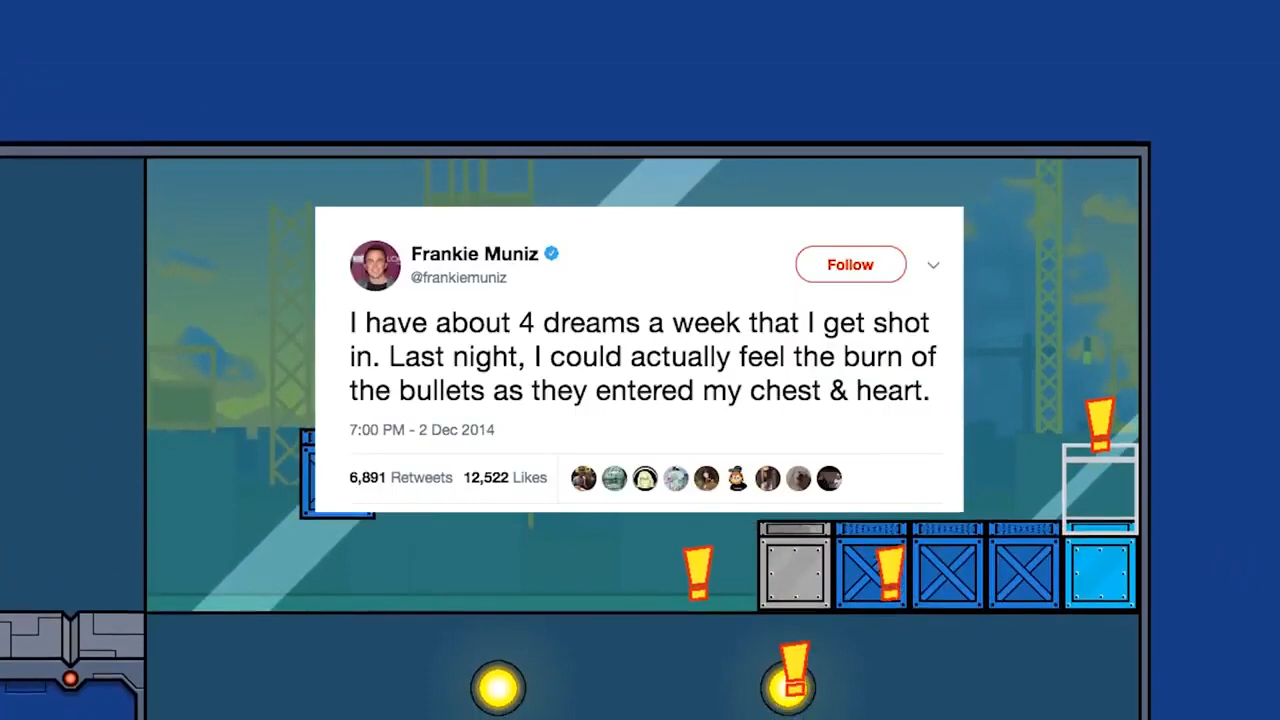 Frankie Muniz
@frankiemuniz
Follow
I have about 4 dreams a week that I get shot
in. Last night, I could actually feel the burn of
the bullets as they entered my chest & heart.
7:00 PM - 2 Dec 2014
6,891 Retweets 12,522 Likes